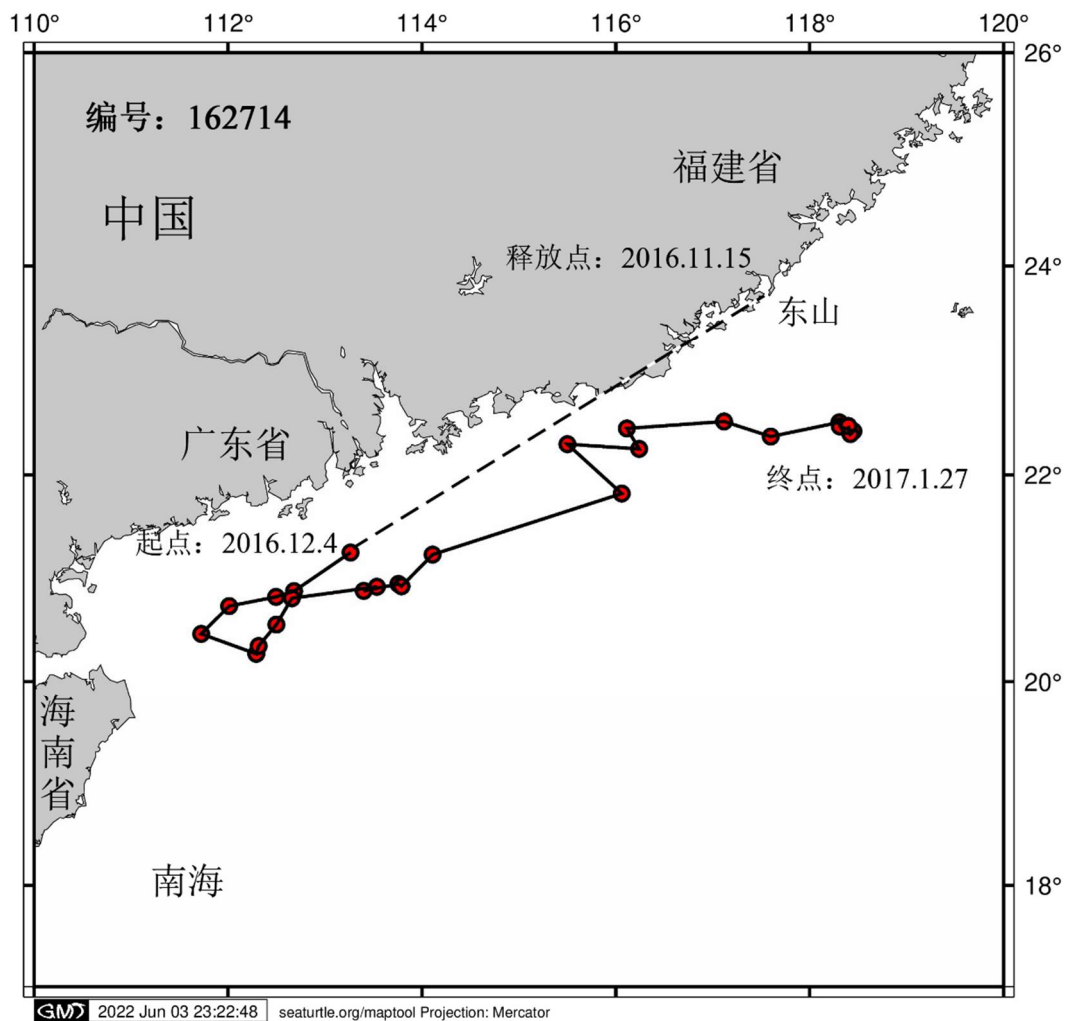 110° 112° 114° 116° 118° 120°
26°
编号：162714
福建省
中国
释放点：2016.11.15
24°
东山
广东省
22°
终点：2017.1.27
起点：2016.12.4
20°
海南省
南海
18°
GMT 2022 Jun 03 23:22:48 seaturtle.org/maptool Projection: Mercator